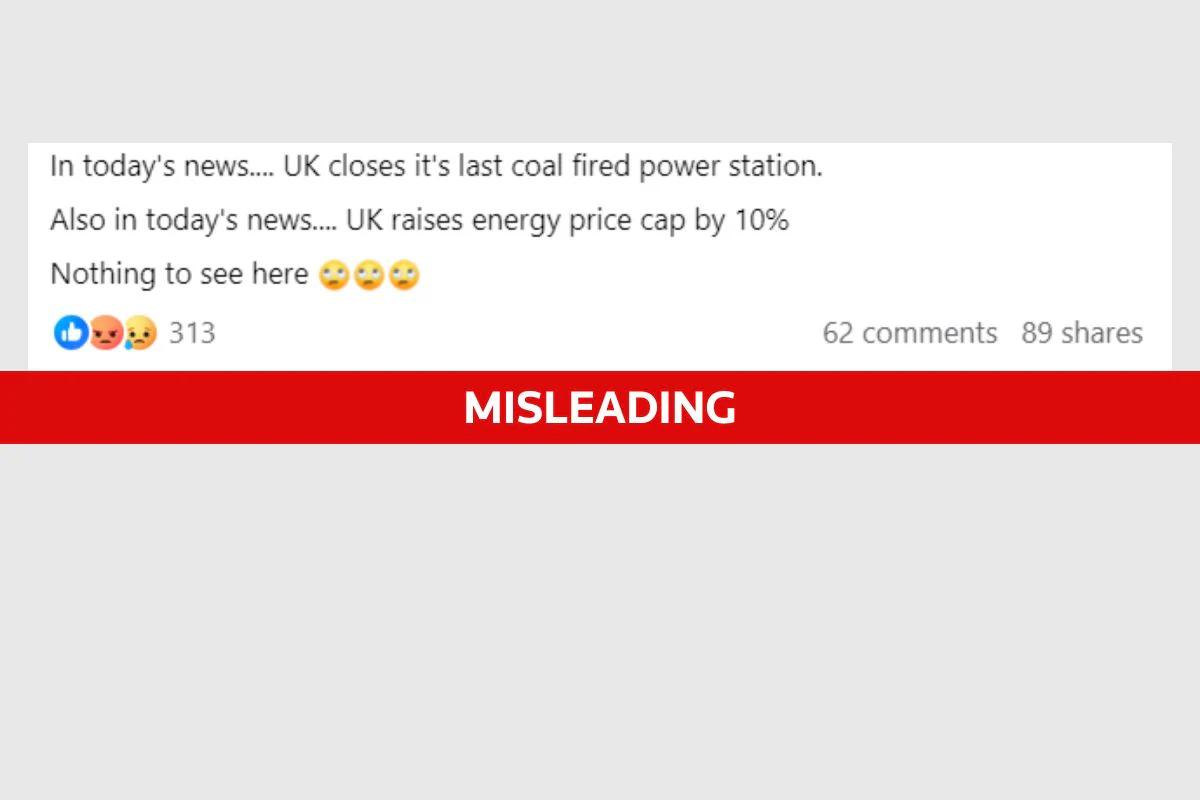 In today's news.... UK closes it's last coal fired power station.
Also in today's news.... UK raises energy price cap by 10%
Nothing to see here 🙄🙄🙄
313 62 comments 89 shares
MISLEADING